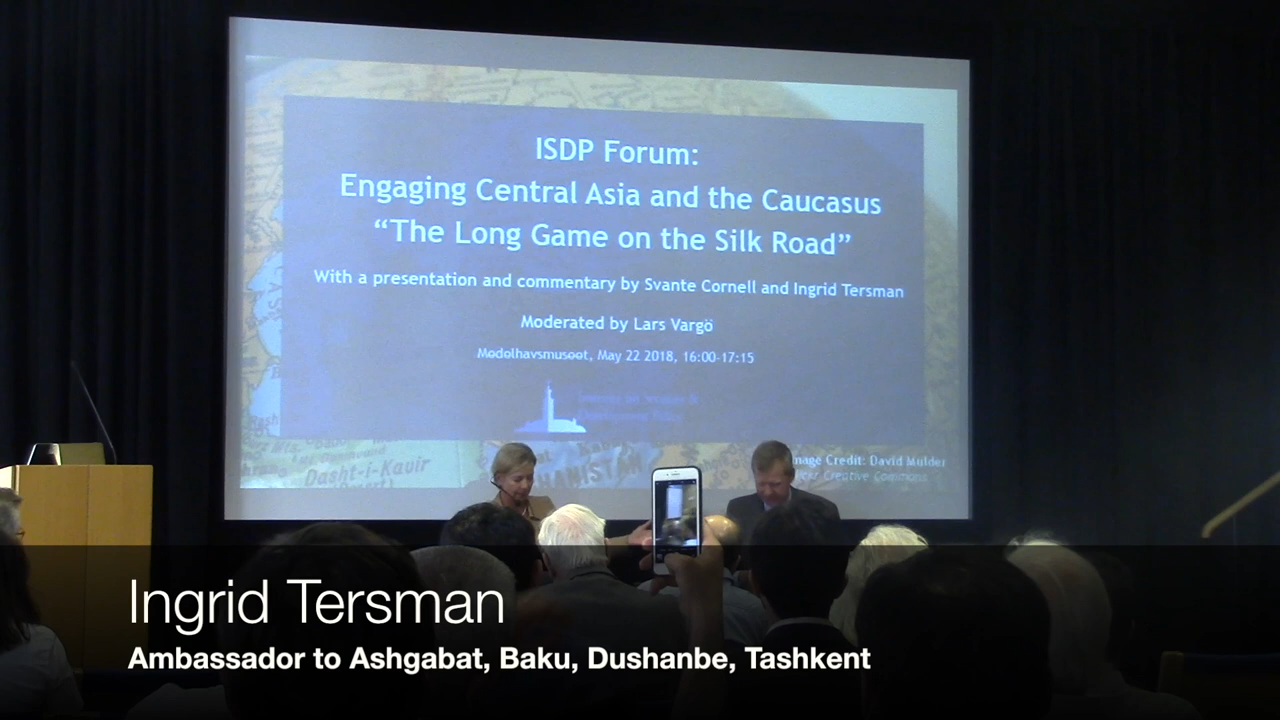 ISDP Forum:
Engaging Central Asia and the Caucasus
“The Long Game on the Silk Road”
With a presentation and commentary by Svante Cornell and Ingrid Tersman
Moderated by Lars Vargö
Medelhavsmuseet, May 22 2018, 16:00-17:15
Dasht-i-Kavir
mage Credit: David Mulder
Creative Commons
Ingrid Tersman
Ambassador to Ashgabat, Baku, Dushanbe, Tashkent